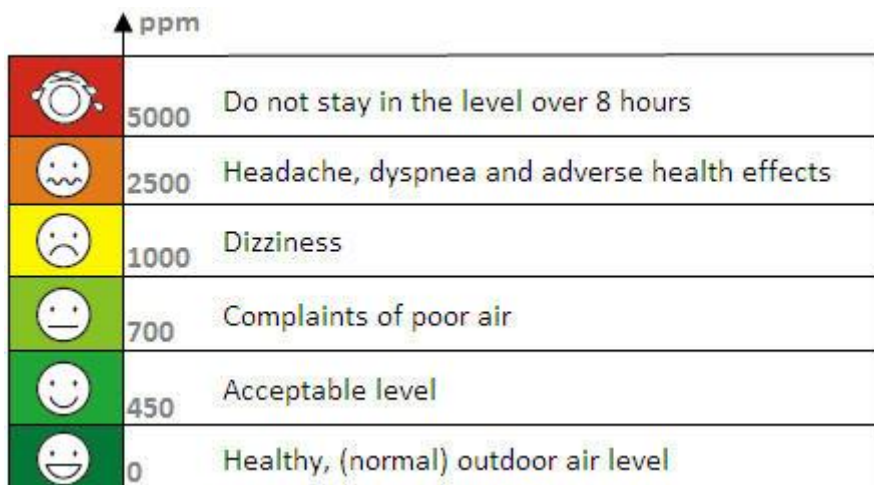 ppm
5000 Do not stay in the level over 8 hours
2500 Headache, dyspnea and adverse health effects
1000 Dizziness
700 Complaints of poor air
450 Acceptable level
0 Healthy, (normal) outdoor air level